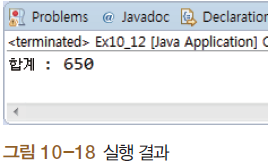 Problems @ Javadoc Declaration
<terminated> Ex10_12 [Java Application] C
합계 : 650
그림 10-18 실행 결과